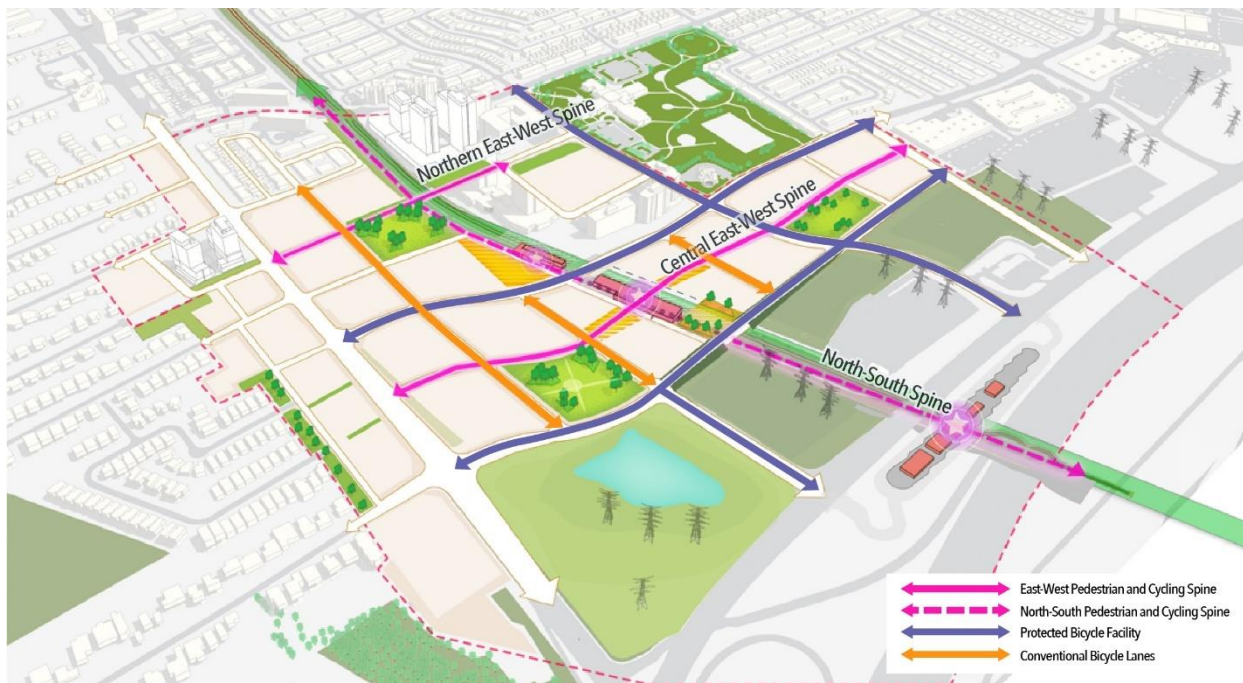 Northern East-West Spine
Central East-West Spine
North-South Spine
East-West Pedestrian and Cycling Spine
North-South Pedestrian and Cycling Spine
Protected Bicycle Facility
Conventional Bicycle Lanes